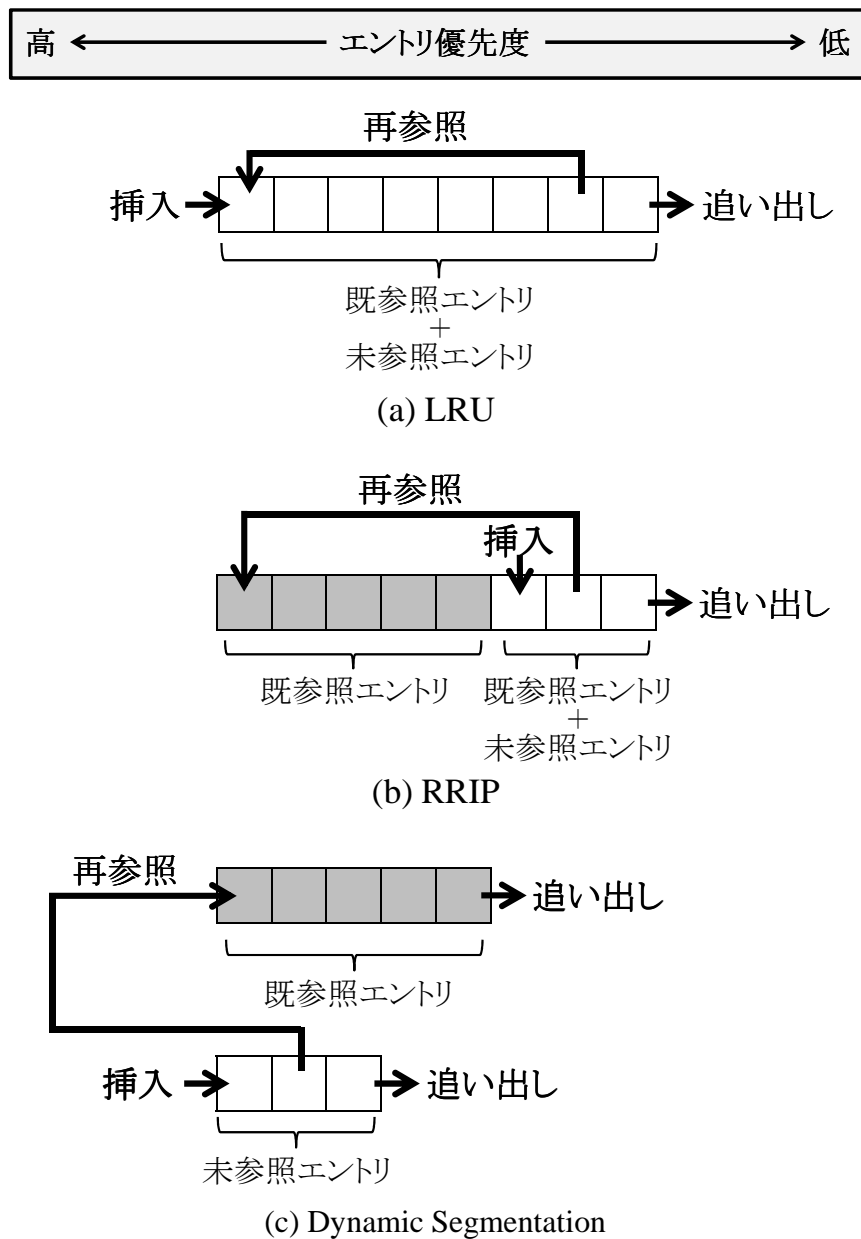 高 エントリ優先度 低
再参照
挿入 追い出し
既参照エントリ
+
未参照エントリ
(a) LRU
再参照
挿入
追い出し
既参照エントリ 既参照エントリ
+
未参照エントリ
(b) RRIP
再参照
追い出し
既参照エントリ
挿入 追い出し
未参照エントリ
(c) Dynamic Segmentation